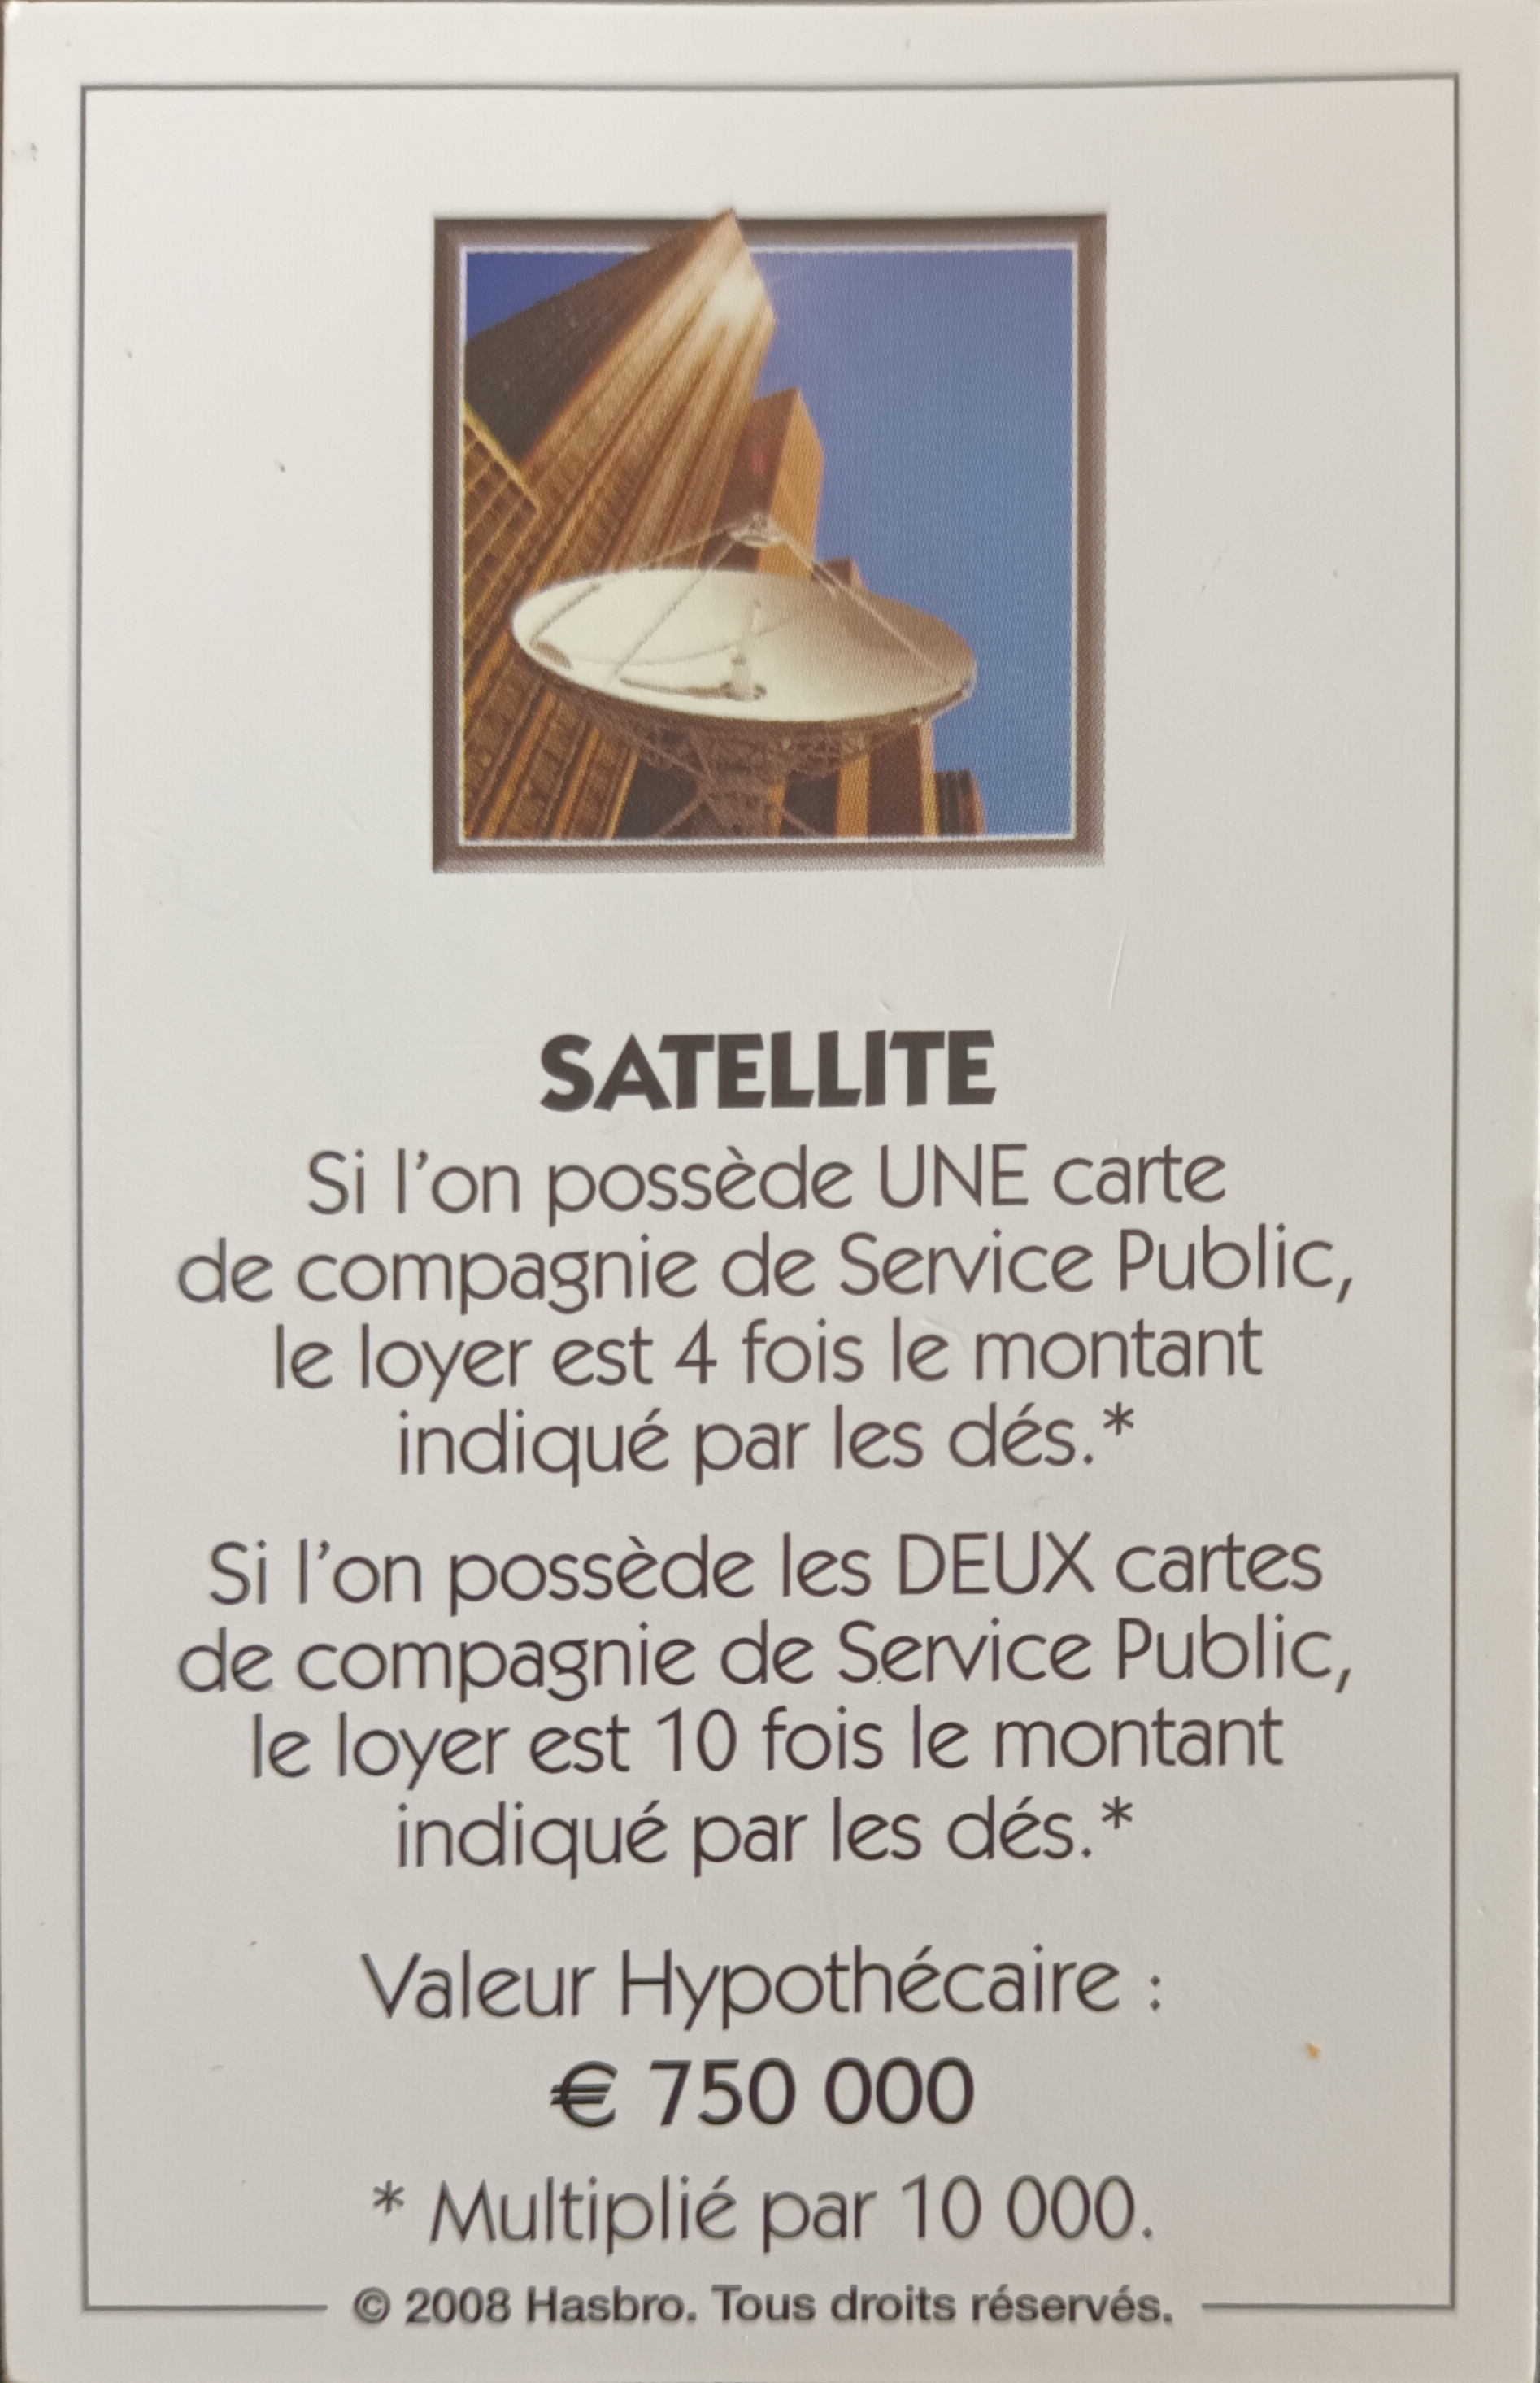 SATELLITE
Si l’on possède UNE carte
de compagnie de Service Public,
le loyer est 4 fois le montant
indiqué par les dés.*
Si l’on possède les DEUX cartes
de compagnie de Service Public,
le loyer est 10 fois le montant
indiqué par les dés.*
Valeur Hypothécaire :
€ 750 000
* Multiplié par 10 000.
© 2008 Hasbro. Tous droits réservés.